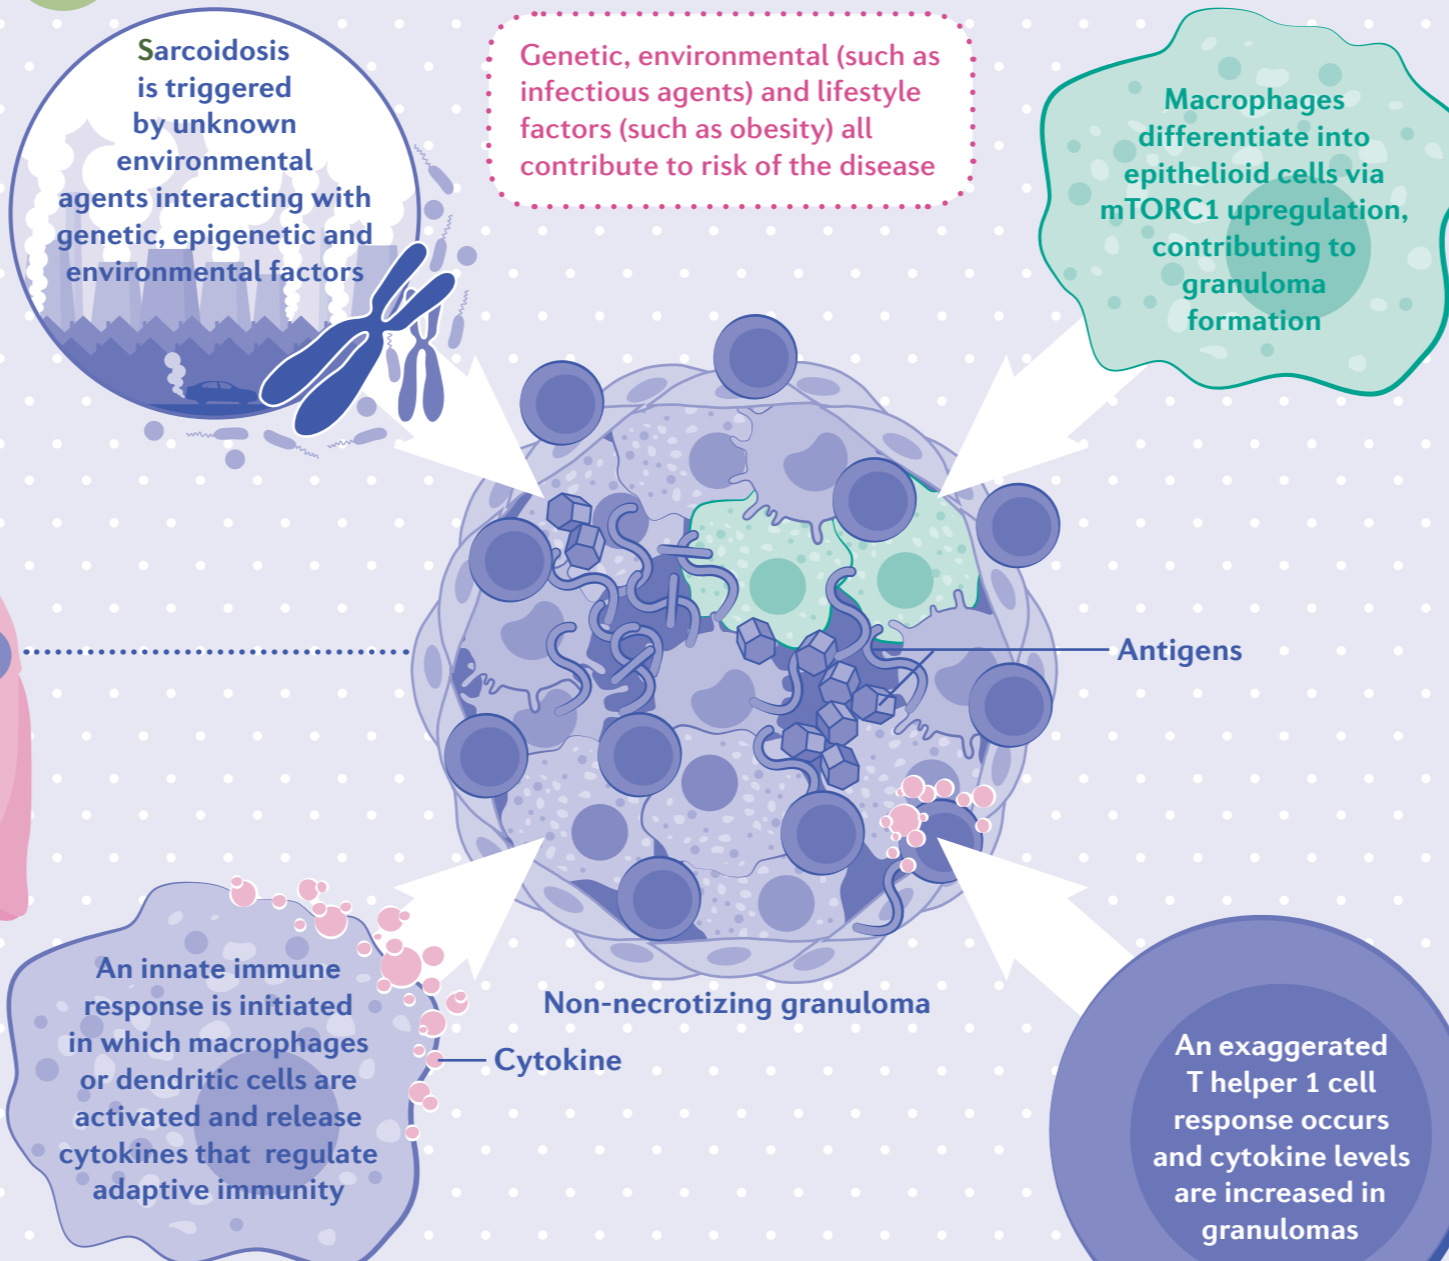 Sarcoidosis
is triggered
by unknown
environmental
agents interacting with
genetic, epigenetic and
environmental factors
Genetic, environmental (such as
infectious agents) and lifestyle
factors (such as obesity) all
contribute to risk of the disease
Macrophages
differentiate into
epithelioid cells via
mTORC1 upregulation,
contributing to
granuloma
formation
Antigens
Non-necrotizing granuloma
Cytokine
An innate immune
response is initiated
in which macrophages
or dendritic cells are
activated and release
cytokines that regulate
adaptive immunity
An exaggerated
T helper 1 cell
response occurs
and cytokine levels
are increased in
granulomas